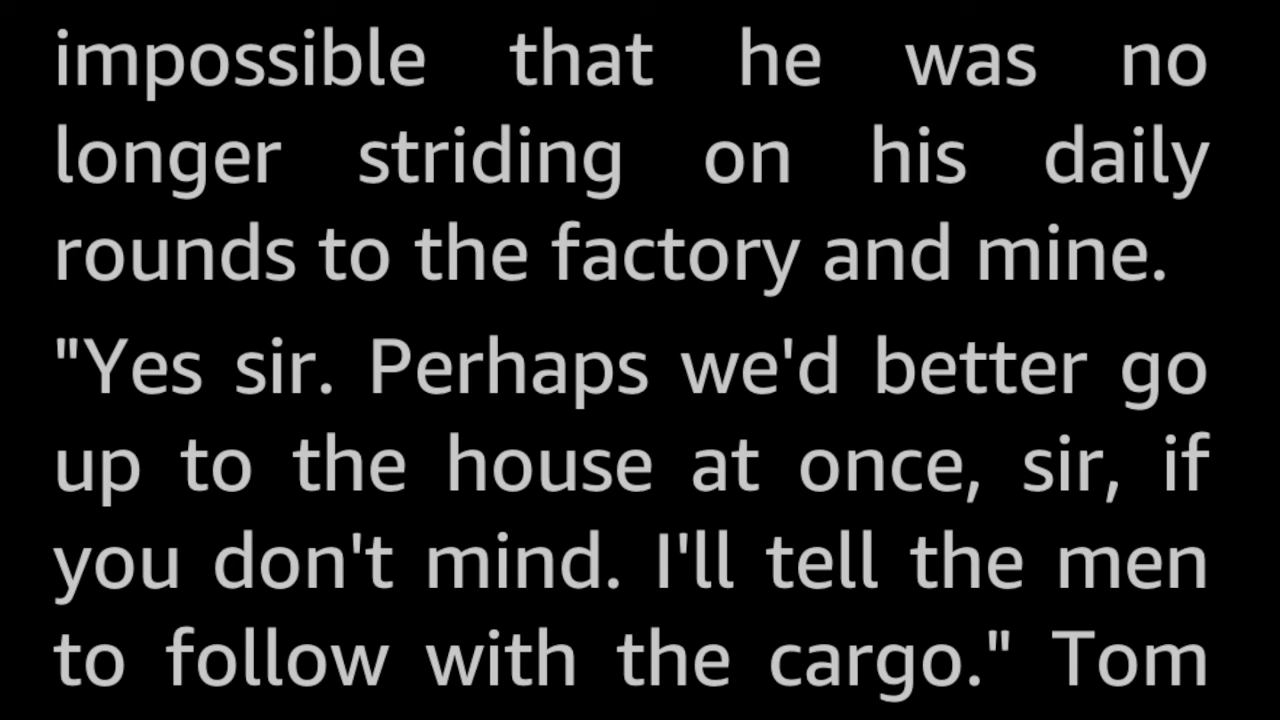 impossible that he was no
longer striding on his daily
rounds to the factory and mine.
"Yes sir. Perhaps we'd better go
up to the house at once, sir, if
you don't mind. I'll tell the men
to follow with the cargo." Tom